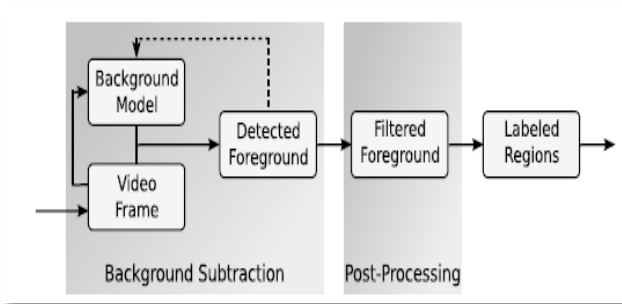 Background
Model
Video
Frame
Detected
Foreground
Filtered
Foreground
Labeled
Regions
Background Subtraction
Post-Processing